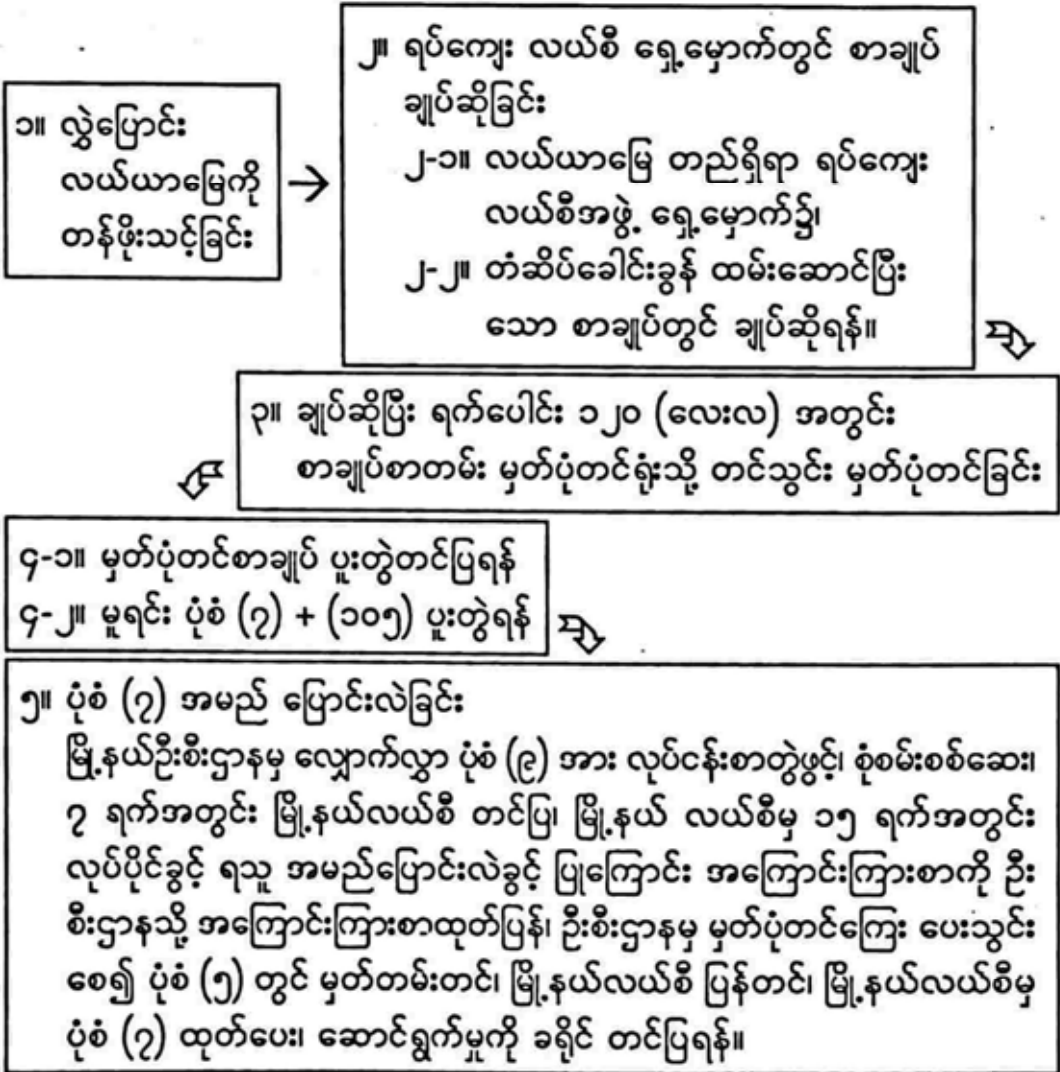 ၁။ လွှဲပြောင်း
လယ်ယာမြေကို
တန်ဖိုးသင့်ခြင်း
→
၂။ ရပ်ကျေး လယ်စီ ရှေ့မှောက်တွင် စာချုပ်
ချုပ်ဆိုခြင်း
၂-၁။ လယ်ယာမြေ တည်ရှိရာ ရပ်ကျေး
လယ်စီအဖွဲ့ ရှေ့မှောက်၌၊
၂-၂။ တံဆိပ်ခေါင်းခွန် ထမ်းဆောင်ပြီး
သော စာချုပ်တွင် ချုပ်ဆိုရန်။
၃။ ချုပ်ဆိုပြီး ရက်ပေါင်း ၁၂၀ (လေးလ) အတွင်း
စာချုပ်စာတမ်း မှတ်ပုံတင်ရုံးသို့ တင်သွင်း မှတ်ပုံတင်ခြင်း
၄-၁။ မှတ်ပုံတင်စာချုပ် ပူးတွဲတင်ပြရန်
၄-၂။ မူရင်း ပုံစံ (၇) + (၁၀၅) ပူးတွဲရန်
၅။ ပုံစံ (၇) အမည် ပြောင်းလဲခြင်း
မြို့နယ်ဦးစီးဌာနမှ လျှောက်လွှာ ပုံစံ (၉) အား လုပ်ငန်းစာတွဲဖွင့်၊ စုံစမ်းစစ်ဆေး၊
၇ ရက်အတွင်း မြို့နယ်လယ်စီ တင်ပြ၊ မြို့နယ် လယ်စီမှ ၁၅ ရက်အတွင်း
လုပ်ပိုင်ခွင့် ရသူ အမည်ပြောင်းလဲခွင့် ပြုကြောင်း အကြောင်းကြားစာကို ဦး
စီးဌာနသို့ အကြောင်းကြားစာထုတ်ပြန်၊ ဦးစီးဌာနမှ မှတ်ပုံတင်ကြေး ပေးသွင်း
စေ၍ ပုံစံ (၅) တွင် မှတ်တမ်းတင်၊ မြို့နယ်လယ်စီ ပြန်တင်၊ မြို့နယ်လယ်စီမှ
ပုံစံ (၇) ထုတ်ပေး၊ ဆောင်ရွက်မှုကို ခရိုင် တင်ပြရန်။